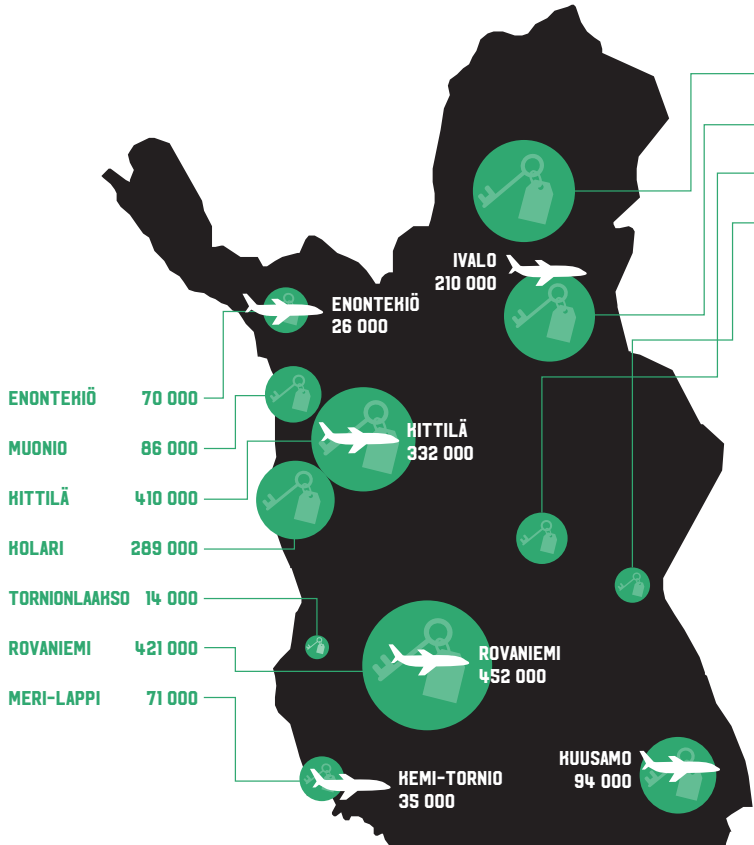 IVALO
210 000
ENONTEKIÖ
26 000
ENONTEKIÖ 70 000
MUONIO 86 000
KITTILÄ
332 000
KITTILÄ 410 000
KOLARI 289 000
TORNIONLAAKSO 14 000
ROVANIEMI 421 000
ROVANIEMI
452 000
MERI-LAPPI 71 000
KUUSAMO
94 000
KEMI-TORNIO
35 000